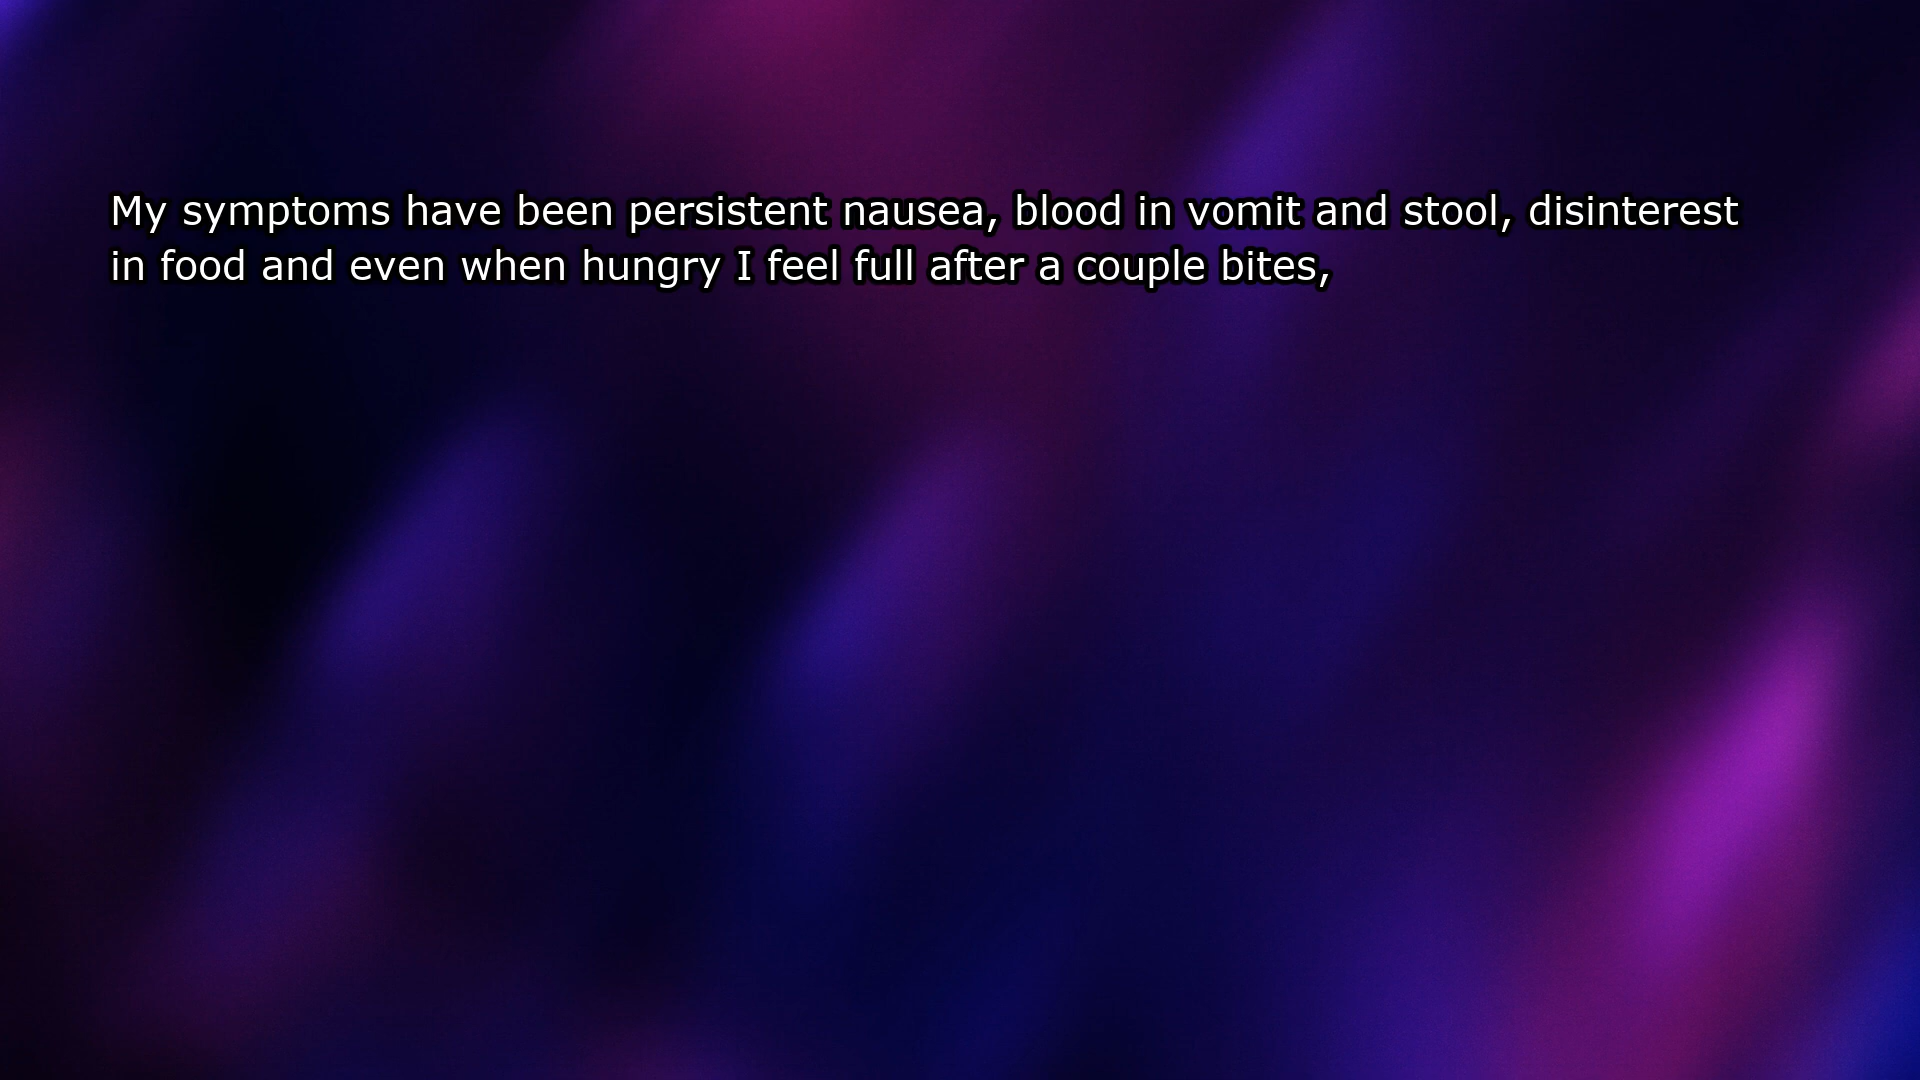 My symptoms have been persistent nausea, blood in vomit and stool, disinterest
in food and even when hungry I feel full after a couple bites,